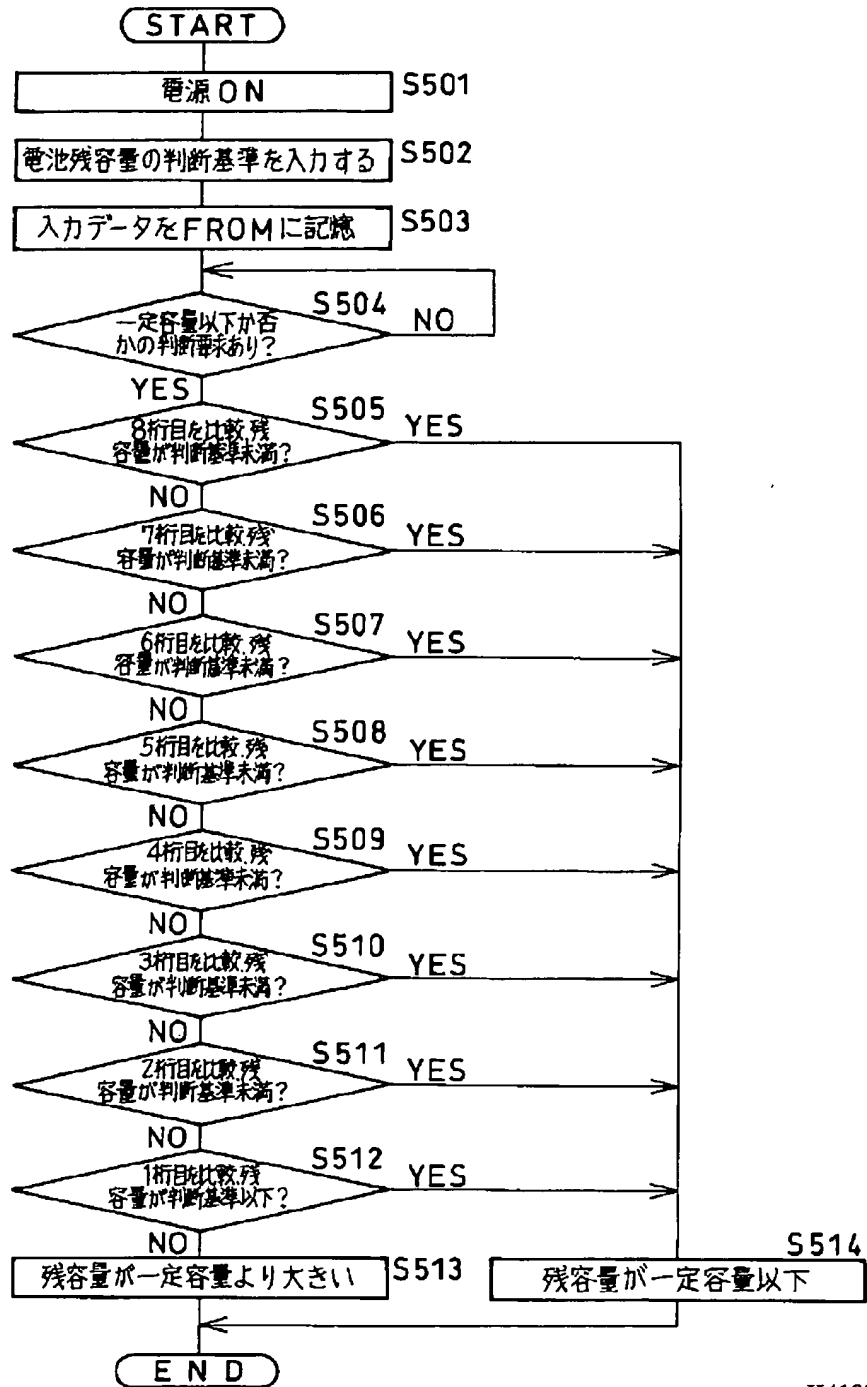 START
電源ON
S501
電池残容量の判断基準を入力する
S502
入力データをFROMに記憶
S503
一定容量以下か否
かの判断要求あり?
S504
NO
YES
8桁目を比較,残
容量が判断基準未満?
S505
YES
NO
7桁目を比較,残
容量が判断基準未満?
S506
YES
NO
6桁目を比較,残
容量が判断基準未満?
S507
YES
NO
5桁目を比較,残
容量が判断基準未満?
S508
YES
NO
4桁目を比較,残
容量が判断基準未満?
S509
YES
NO
3桁目を比較,残
容量が判断基準未満?
S510
YES
NO
2桁目を比較,残
容量が判断基準未満?
S511
YES
NO
1桁目を比較,残
容量が判断基準以下?
S512
YES
NO
残容量が一定容量より大きい
S513
S514
残容量が一定容量以下
END